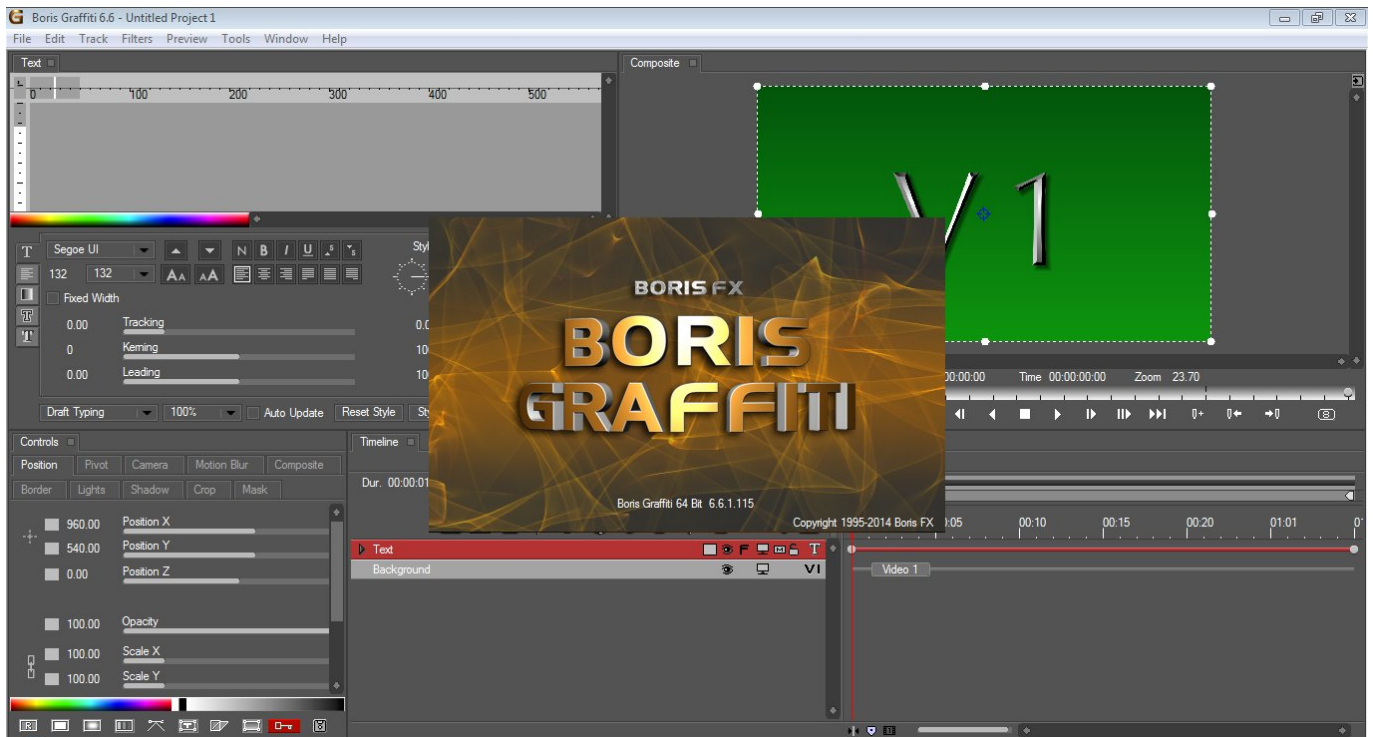 Boris Graffiti 6.6 - Untitled Project 1
File Edit Track Filters Preview Tools Window Help
Text
Composite
0 100 200 300 400 500
V1
Segoe UI N B I U
132 132
Fixed Width
0.00 Tracking
0 Kerning
0.00 Leading
Draft Typing 100% Auto Update Reset Style
BORIS FX
BORIS
GRAFFITI
Boris Graffiti 64 Bit 6.6.1.115
Copyright 1995-2014 Boris FX
Time 00:00:00:00 Zoom 23.70
Controls
Position Pivot Camera Motion Blur Composite
Border Lights Shadow Crop Mask
960.00 Position X
540.00 Position Y
0.00 Position Z
100.00 Opacity
100.00 Scale X
100.00 Scale Y
Timeline
Dur. 00:00:01
:05 00:10 00:15 00:20 01:01
Text F M T
Background V1
Video 1